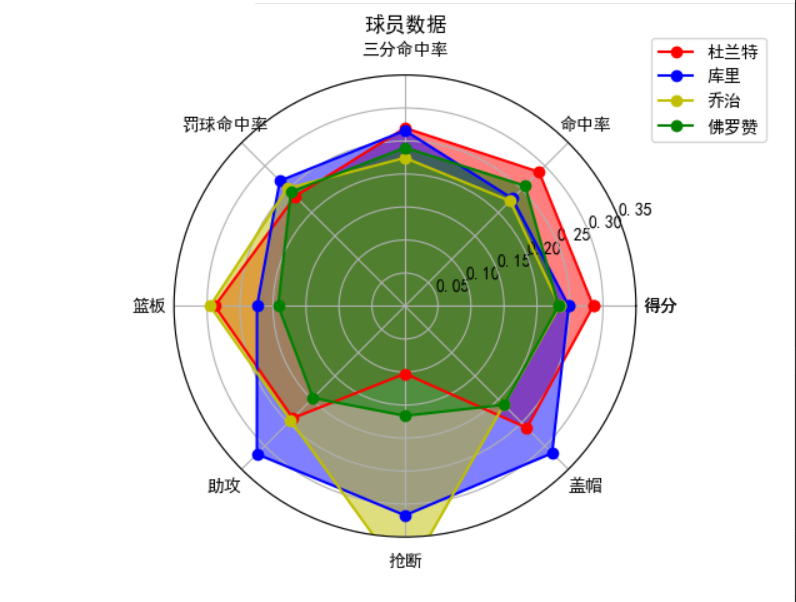 球员数据
三分命中率
杜兰特
库里
乔治
佛罗赞
罚球命中率
命中率
0.35
0.30
0.25
0.20
0.15
0.10
0.05
篮板
得分
助攻
盖帽
抢断